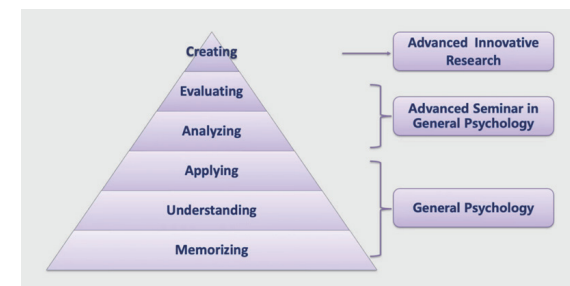 Creating
Advanced Innovative
Research
Evaluating
Analyzing
Advanced Seminar in
General Psychology
Applying
Understanding
Memorizing
General Psychology